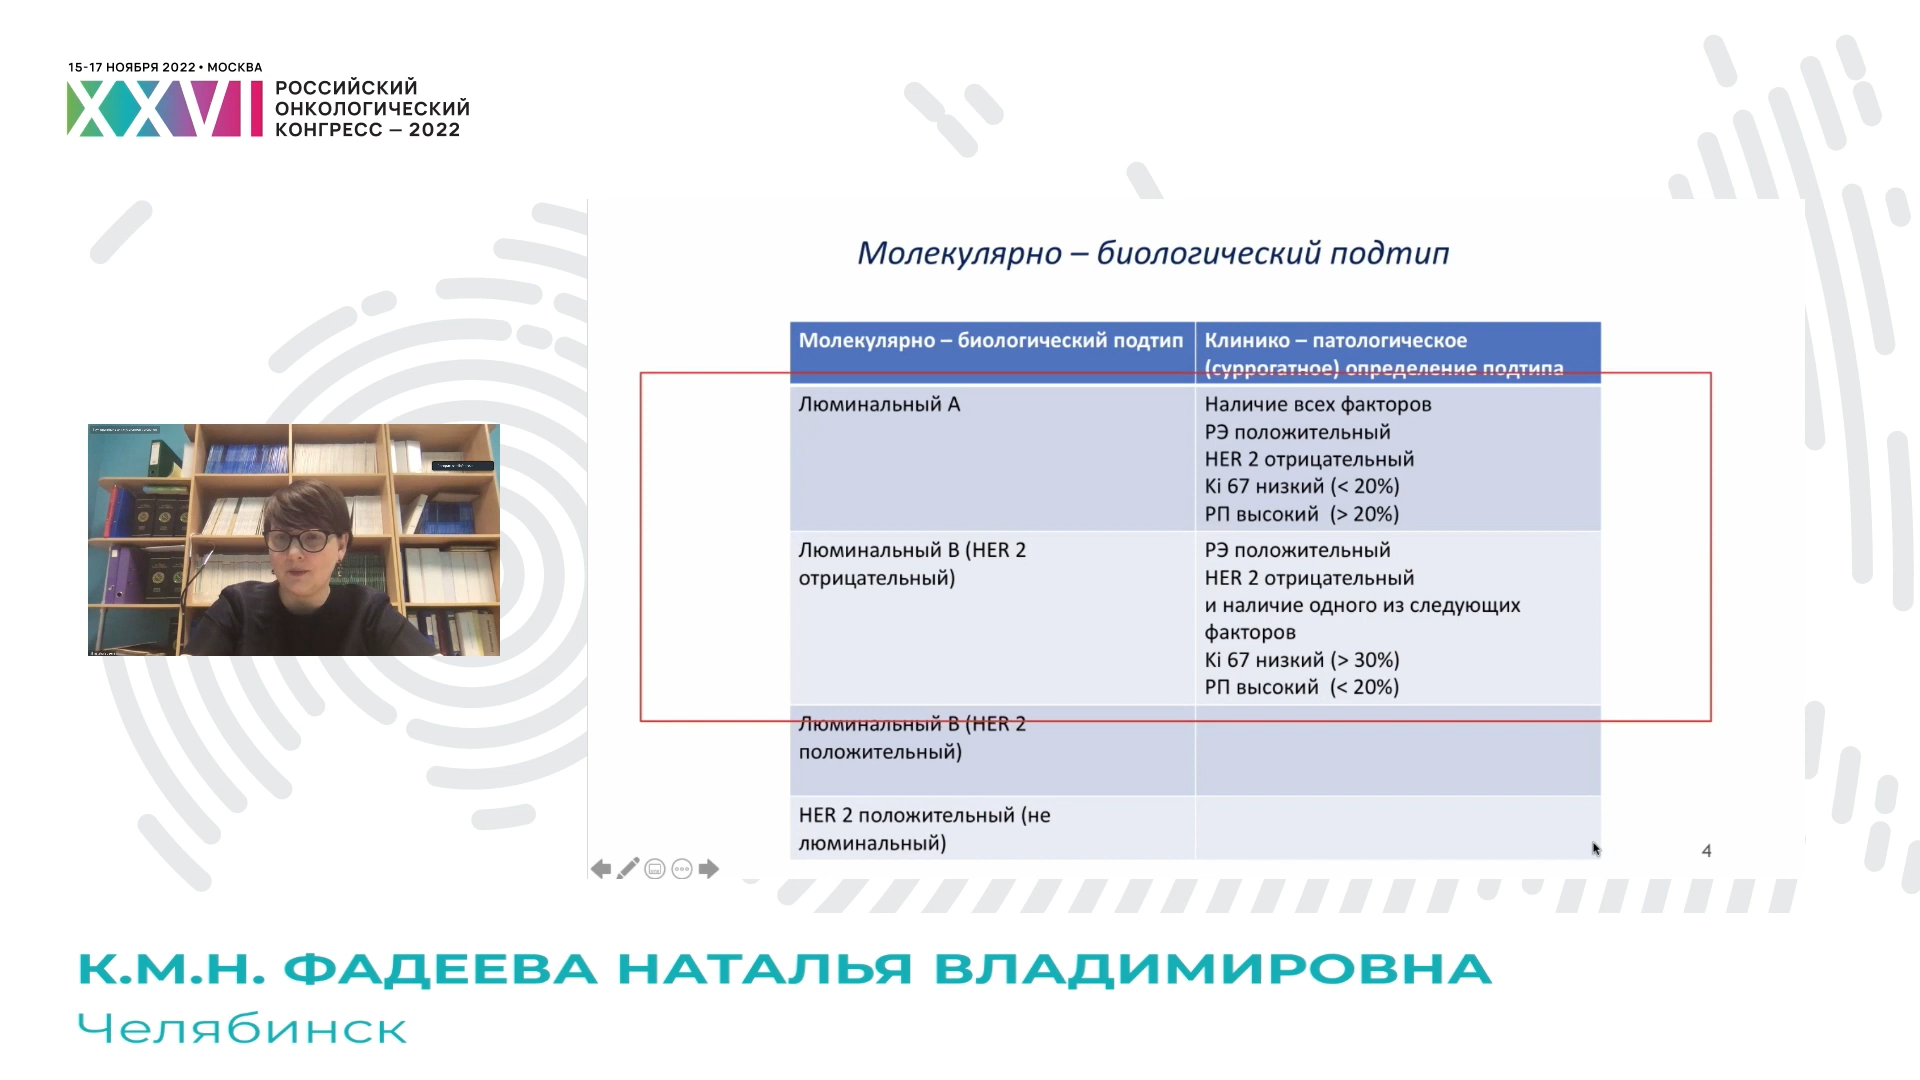 15-17 НОЯБРЯ 2022 • МОСКВА
XXVI
РОССИЙСКИЙ
ОНКОЛОГИЧЕСКИЙ
КОНГРЕСС – 2022
Молекулярно – биологический подтип
Молекулярно – биологический подтип
Клинико – патологическое
(суррогатное) определение подтипа
Люминальный А
Наличие всех факторов
РЭ положительный
HER 2 отрицательный
Ki 67 низкий (< 20%)
РП высокий (> 20%)
Люминальный В (HER 2
отрицательный)
РЭ положительный
HER 2 отрицательный
и наличие одного из следующих
факторов
Ki 67 низкий (> 30%)
РП высокий (< 20%)
Люминальный В (HER 2
положительный)
HER 2 положительный (не
люминальный)
4
К.М.Н. ФАДЕЕВА НАТАЛЬЯ ВЛАДИМИРОВНА
Челябинск